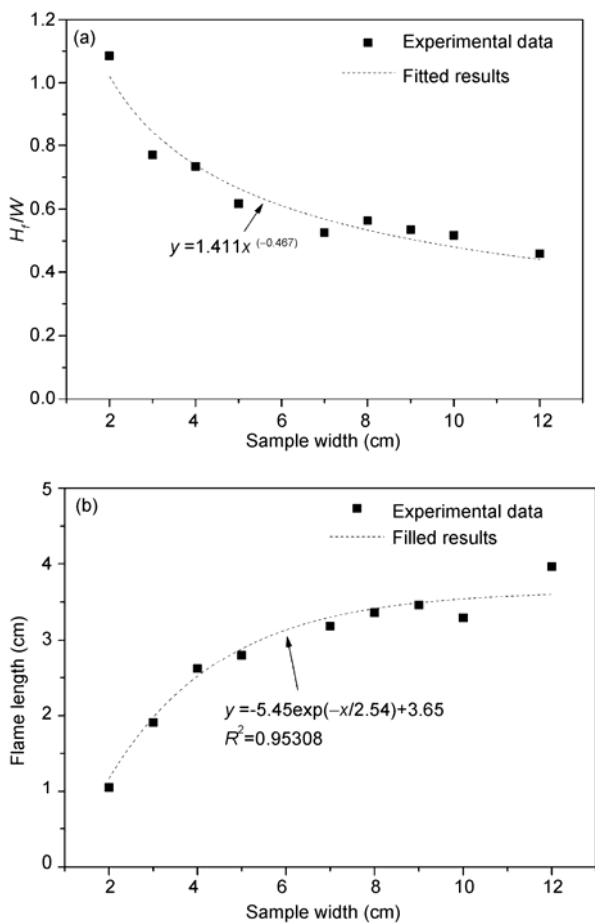 (a)
Experimental data
Fitted results
1.2
1.0
0.8
0.6
0.4
0.2
0.0
H_f/W
y=1.411x^(–0.467)
2 4 6 8 10 12
Sample width (cm)
(b)
Experimental data
Filled results
5
4
3
2
1
0
Flame length (cm)
y=-5.45exp(–x/2.54)+3.65
R²=0.95308
2 4 6 8 10 12
Sample width (cm)